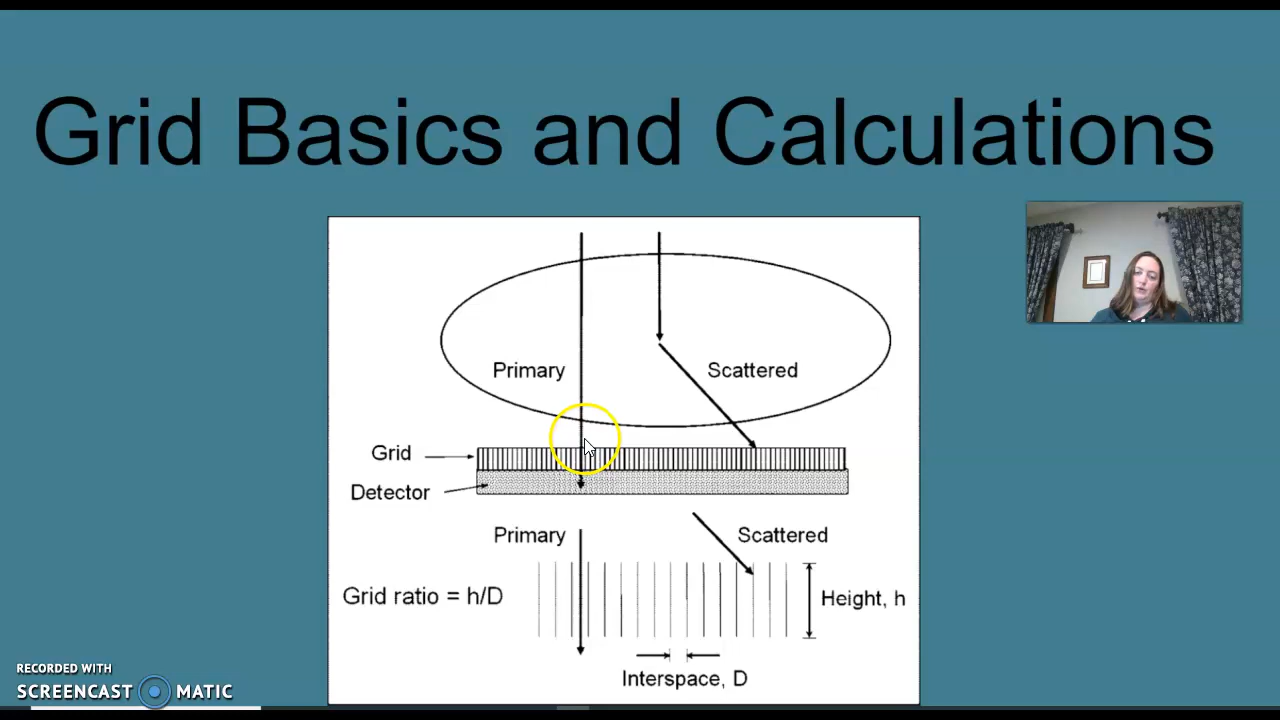 Grid Basics and Calculations
Primary
Scattered
Grid
Detector
Primary
Scattered
Grid ratio = h/D
Height, h
Interspace, D
RECORDED WITH
SCREENCAST MATIC